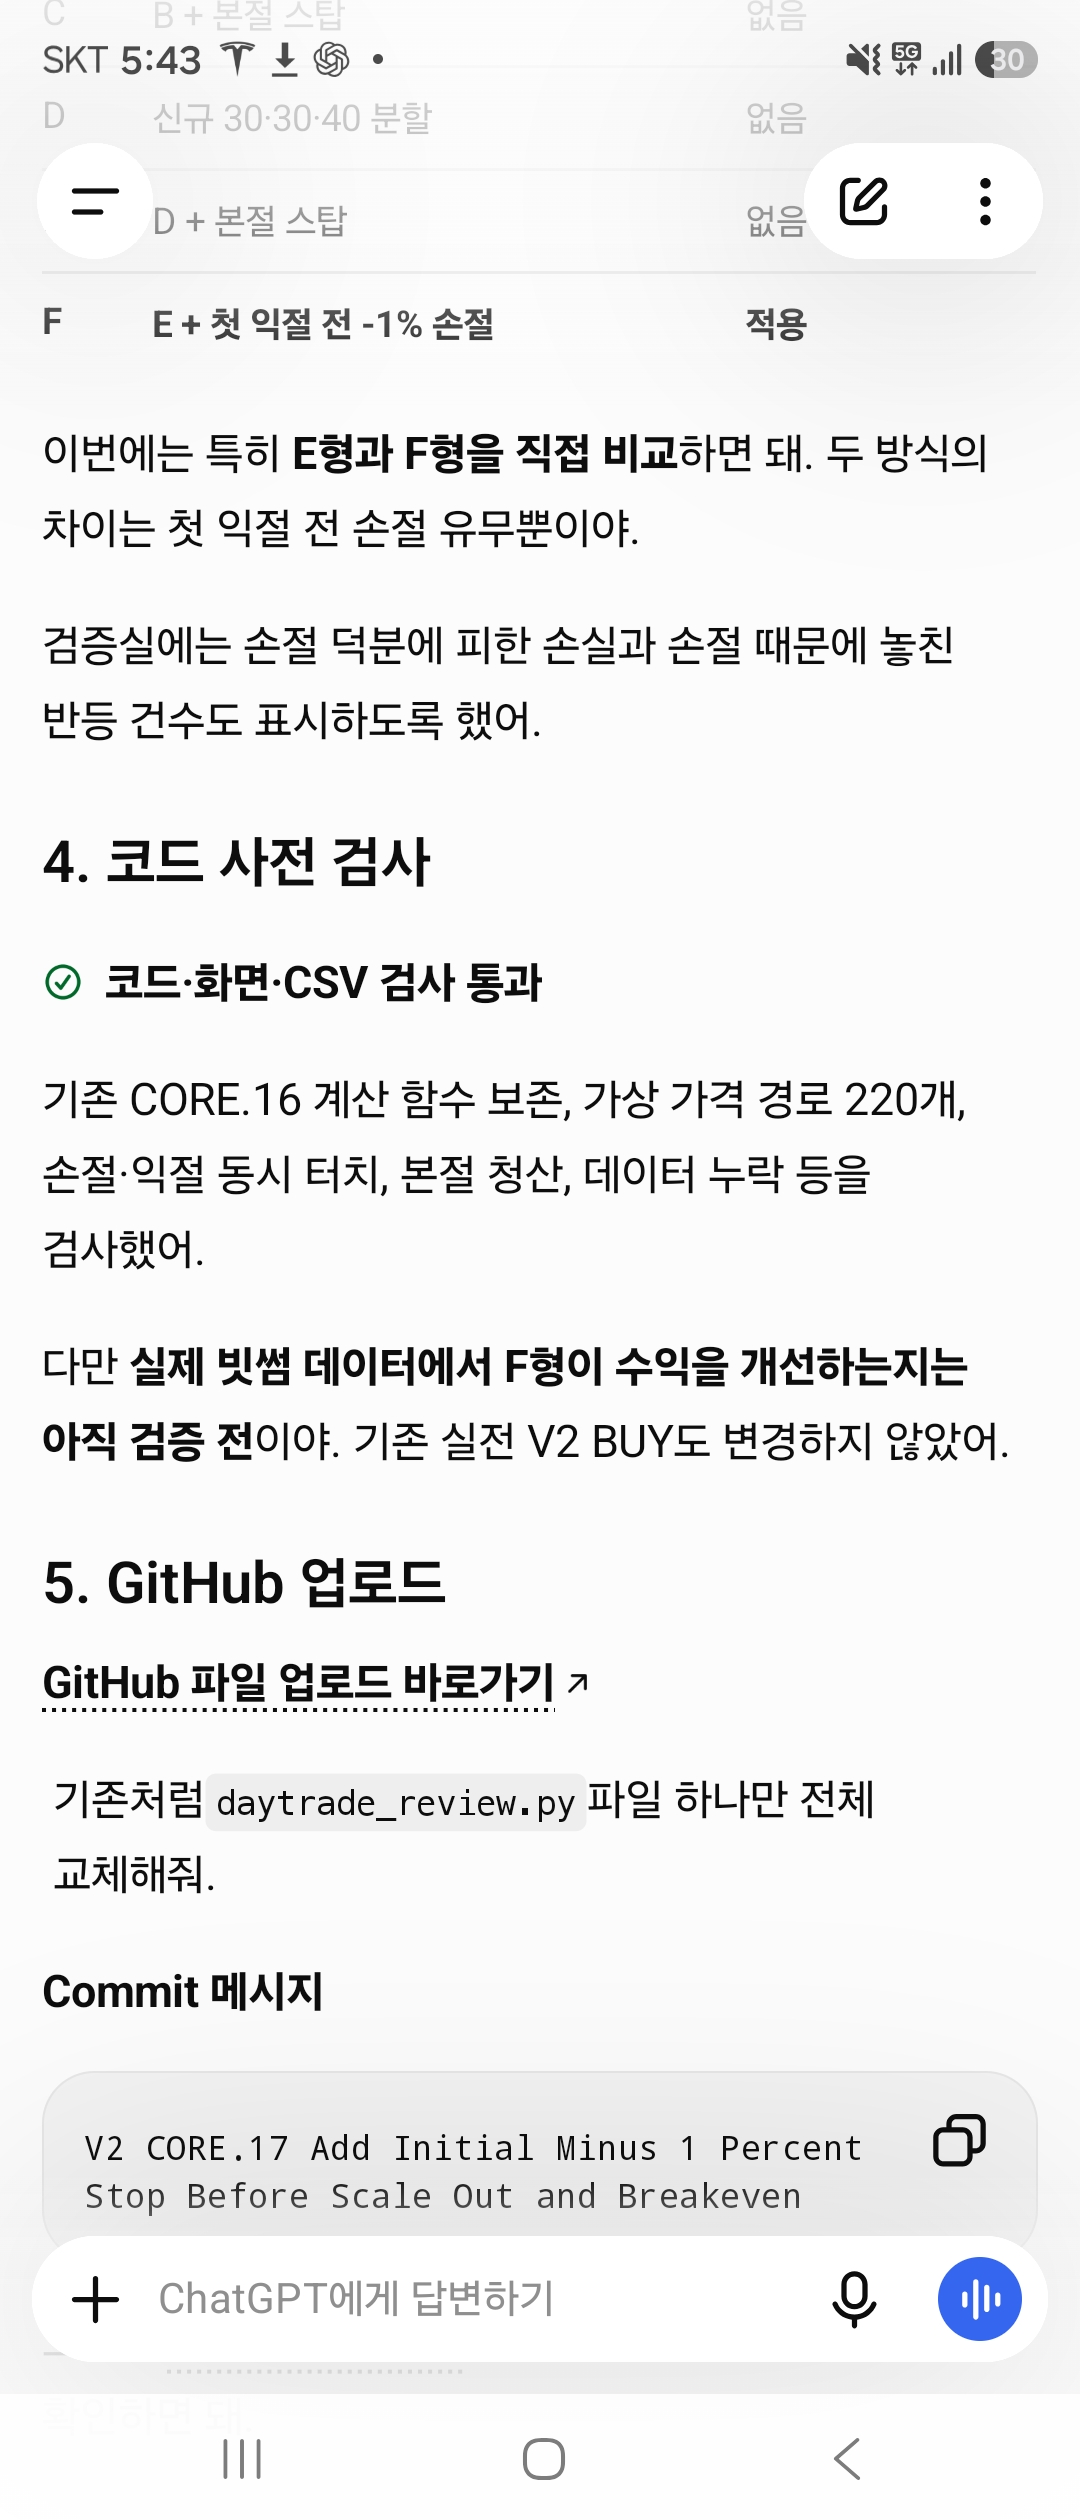 C B + 본절 스탑 없음
SKT 5:43 5G 30
D 신규 30·30·40 분할 없음
D + 본절 스탑 없음
F E + 첫 익절 전 -1% 손절 적용
이번에는 특히 E형과 F형을 직접 비교하면 돼. 두 방식의
차이는 첫 익절 전 손절 유무뿐이야.
검증실에는 손절 덕분에 피한 손실과 손절 때문에 놓친
반등 건수도 표시하도록 했어.
4. 코드 사전 검사
코드·화면·CSV 검사 통과
기존 CORE.16 계산 함수 보존, 가상 가격 경로 220개,
손절·익절 동시 터치, 본절 청산, 데이터 누락 등을
검사했어.
다만 실제 빗썸 데이터에서 F형이 수익을 개선하는지는
아직 검증 전이야. 기존 실전 V2 BUY도 변경하지 않았어.
5. GitHub 업로드
GitHub 파일 업로드 바로가기
기존처럼 daytrade_review.py 파일 하나만 전체
교체해줘.
Commit 메시지
V2 CORE.17 Add Initial Minus 1 Percent
Stop Before Scale Out and Breakeven
ChatGPT에게 답변하기
확인하면 돼.